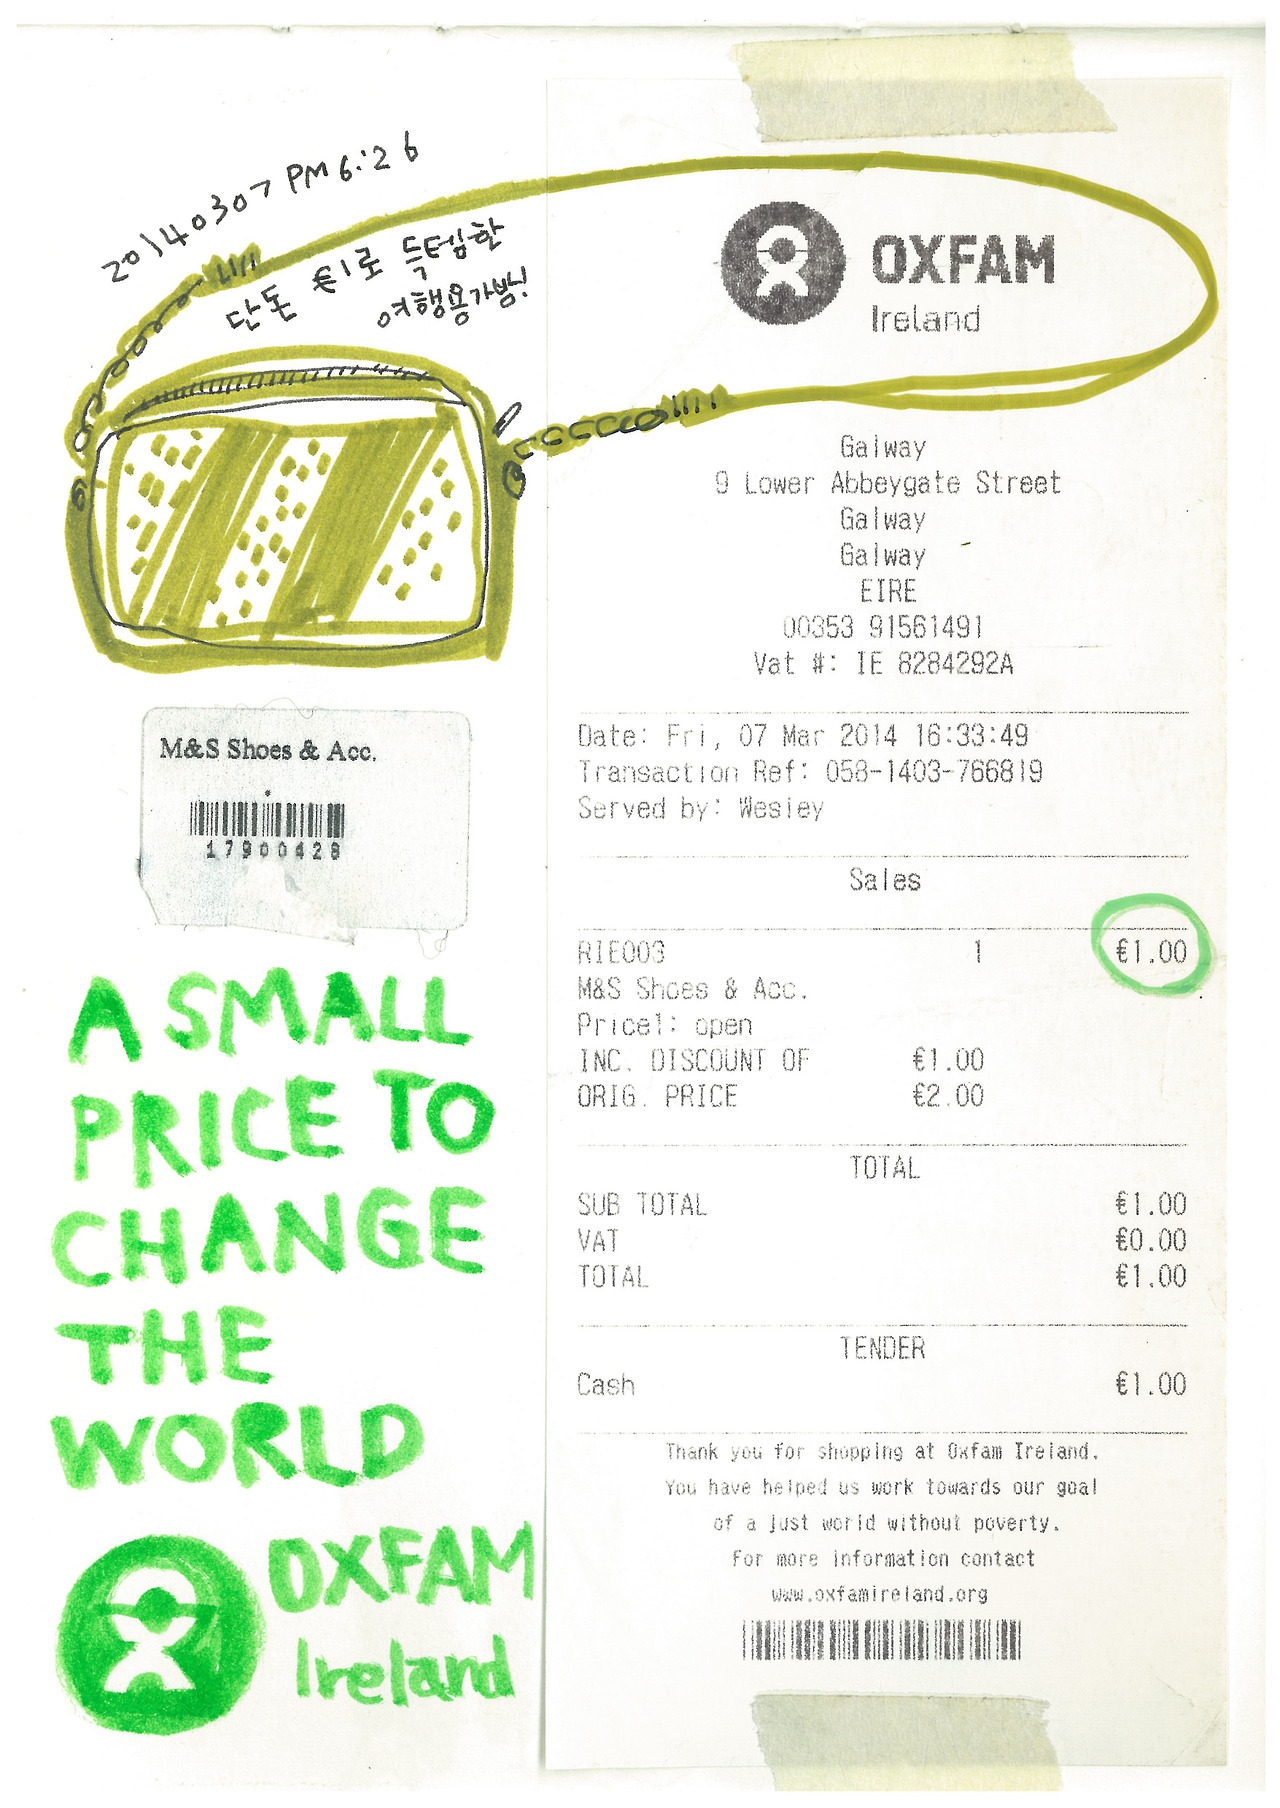 20140307 PM 6:26
단돈 €1로 득템한
여행용가방!
OXFAM
Ireland
Galway
9 Lower Abbeygate Street
Galway
Galway
EIRE
00353 91561491
Vat #: IE 8284292A
Date: Fri, 07 Mar 2014 16:33:49
Transaction Ref: 058-1403-766819
Served by: Wesley
Sales
RIE003 1 €1.00
M&S Shoes & Acc.
Price1: open
INC. DISCOUNT OF €1.00
ORIG. PRICE €2.00
TOTAL
SUB TOTAL €1.00
VAT €0.00
TOTAL €1.00
TENDER
Cash €1.00
Thank you for shopping at Oxfam Ireland.
You have helped us work towards our goal
of a just world without poverty.
For more information contact
www.oxfamireland.org
M&S Shoes & Acc.
17900428
A SMALL
PRICE TO
CHANGE
THE
WORLD
OXFAM
Ireland